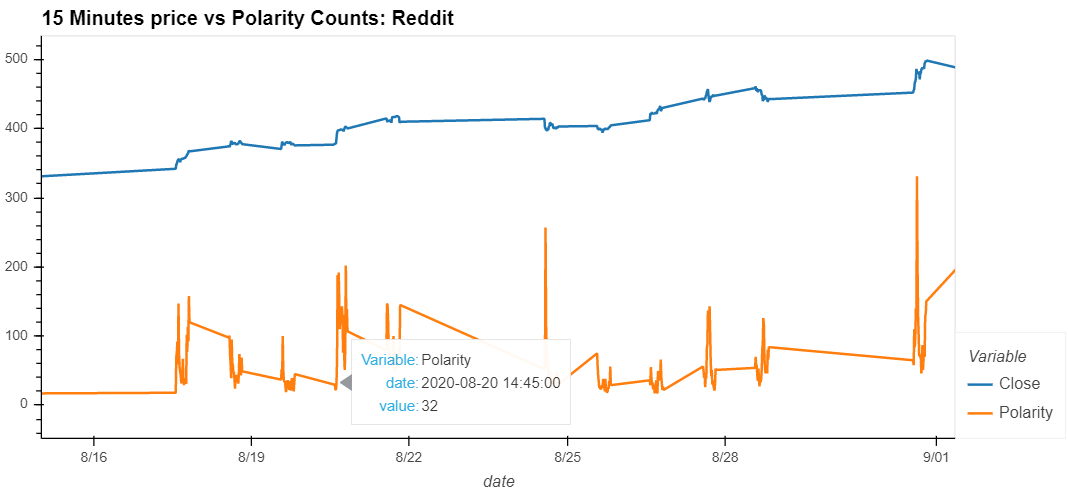 15 Minutes price vs Polarity Counts: Reddit
500
400
300
200
100
0
Variable: Polarity
date: 2020-08-20 14:45:00
value: 32
Variable
Close
Polarity
8/16 8/19 8/22 8/25 8/28 9/01
date